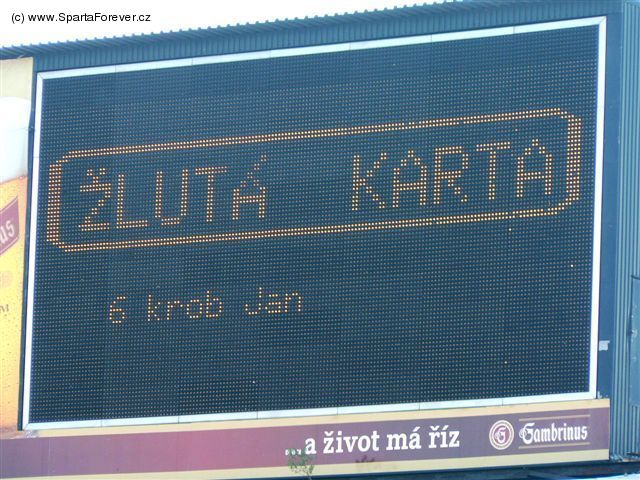 (c) www.SpartaForever.cz
ŽLUTÁ KARTA
6 krob Jan
...a život má říz
G Gambrinus